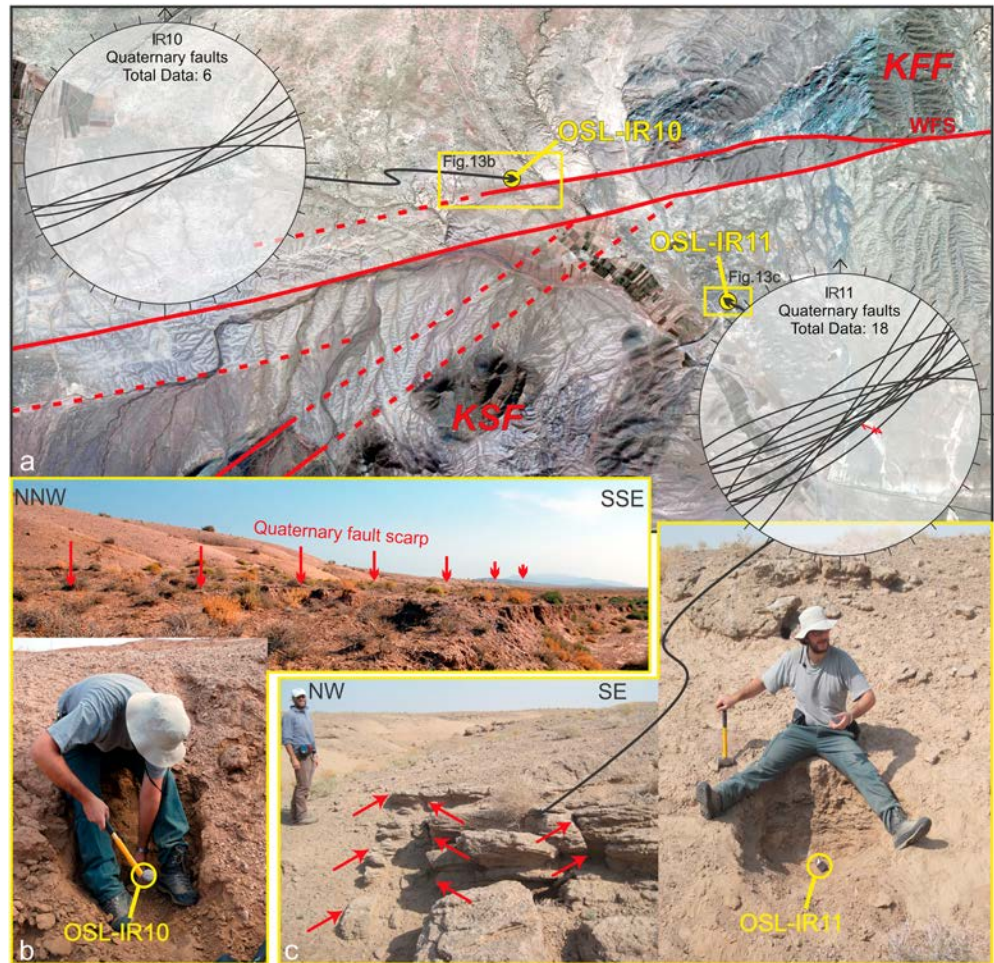 IR10
Quaternary faults
Total Data: 6
KFF
WFS
OSL-IR10
Fig.13b
OSL-IR11
Fig.13c
IR11
Quaternary faults
Total Data: 18
KSF
a
NNW
SSE
Quaternary fault scarp
OSL-IR10
b
NW
SE
c
OSL-IR11